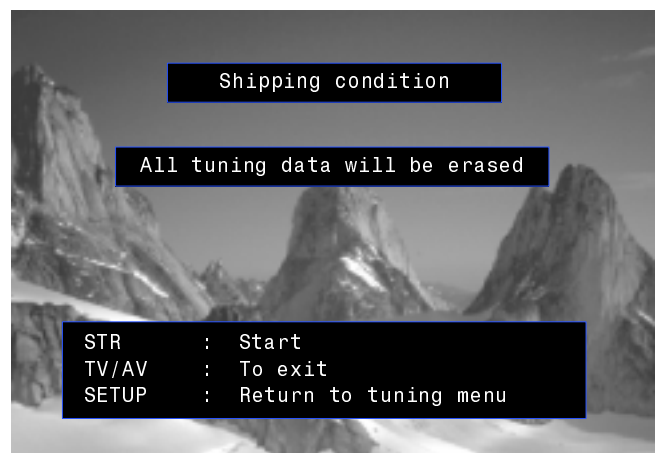 Shipping condition
All tuning data will be erased
STR : Start
TV/AV : To exit
SETUP : Return to tuning menu